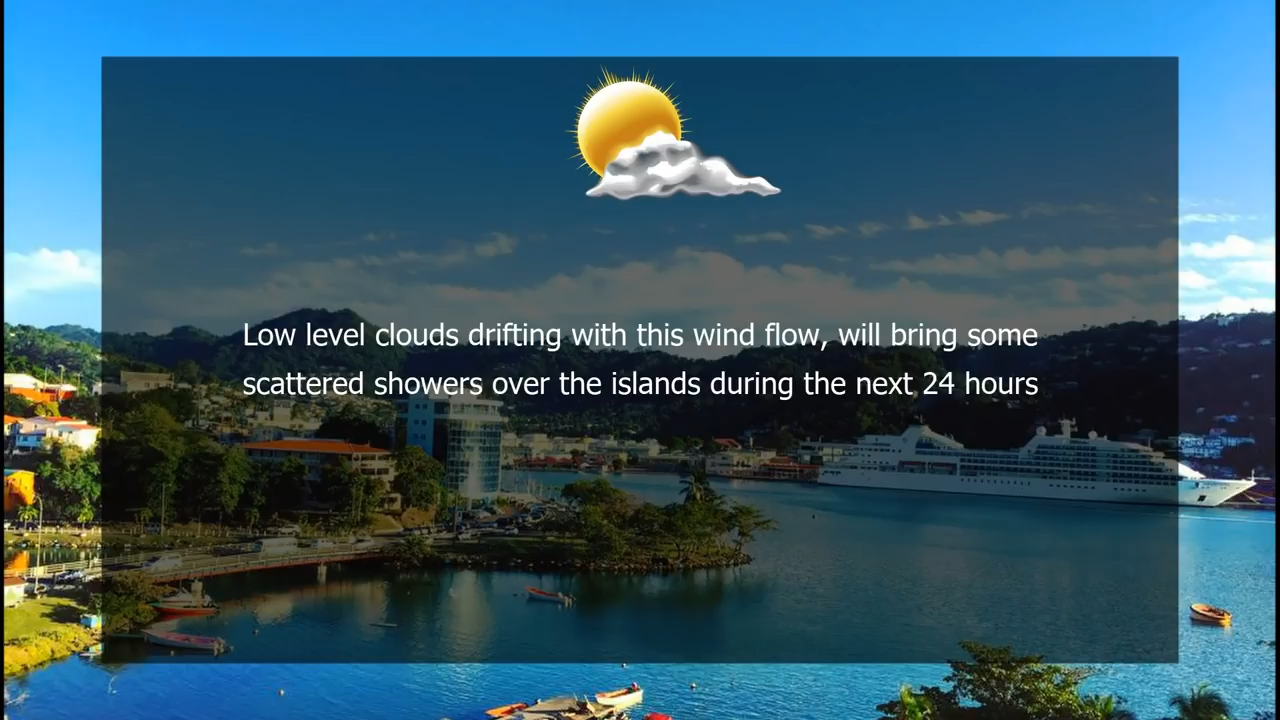 Low level clouds drifting with this wind flow, will bring some
scattered showers over the islands during the next 24 hours